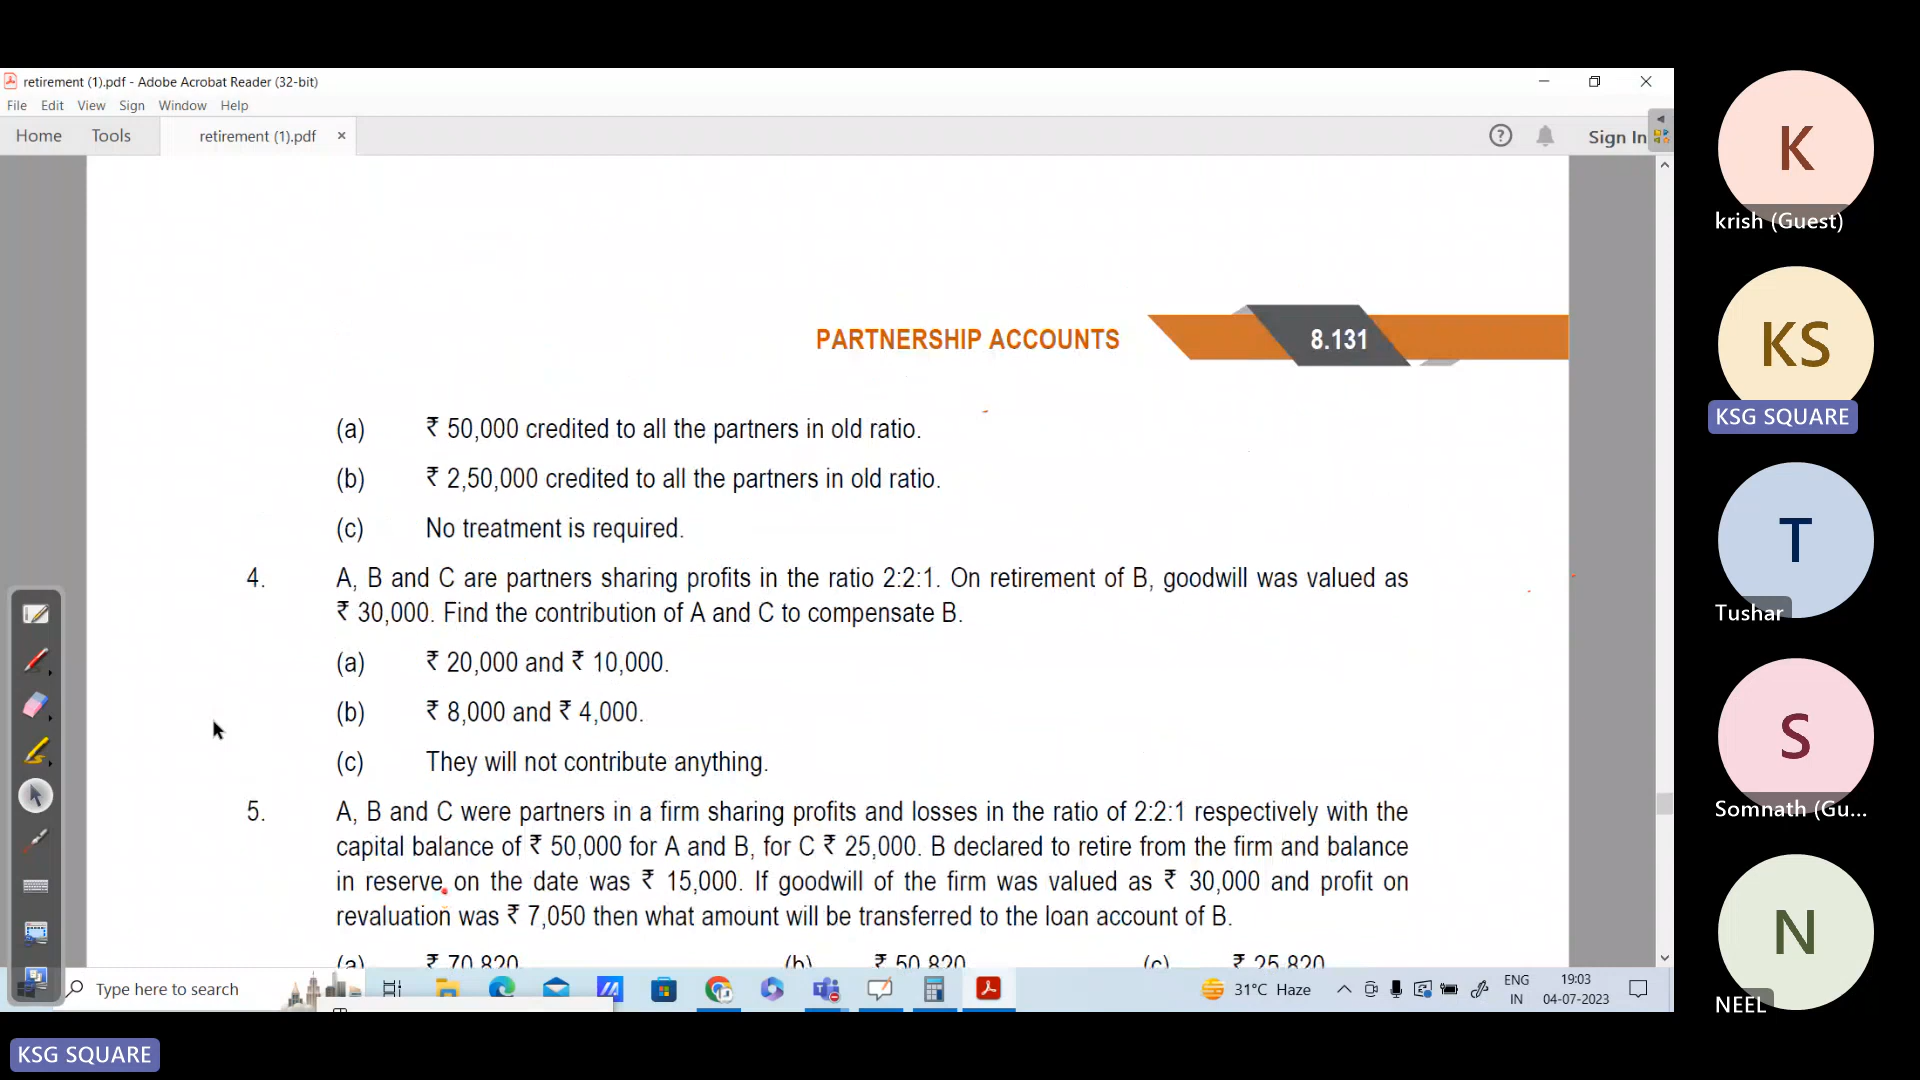 retirement (1).pdf - Adobe Acrobat Reader (32-bit)
File Edit View Sign Window Help
Home Tools retirement (1).pdf × Sign In
PARTNERSHIP ACCOUNTS 8.131
(a) ₹ 50,000 credited to all the partners in old ratio.
(b) ₹ 2,50,000 credited to all the partners in old ratio.
(c) No treatment is required.
4. A, B and C are partners sharing profits in the ratio 2:2:1. On retirement of B, goodwill was valued as
₹ 30,000. Find the contribution of A and C to compensate B.
(a) ₹ 20,000 and ₹ 10,000.
(b) ₹ 8,000 and ₹ 4,000.
(c) They will not contribute anything.
5. A, B and C were partners in a firm sharing profits and losses in the ratio of 2:2:1 respectively with the
capital balance of ₹ 50,000 for A and B, for C ₹ 25,000. B declared to retire from the firm and balance
in reserve on the date was ₹ 15,000. If goodwill of the firm was valued as ₹ 30,000 and profit on
revaluation was ₹ 7,050 then what amount will be transferred to the loan account of B.
(a) ₹ 70,820 (b) ₹ 50,820 (c) ₹ 25,820
Type here to search
31°C Haze
ENG
IN
19:03
04-07-2023
K
krish (Guest)
KS
KSG SQUARE
T
Tushar
S
Somnath (Gu...
N
NEEL
KSG SQUARE